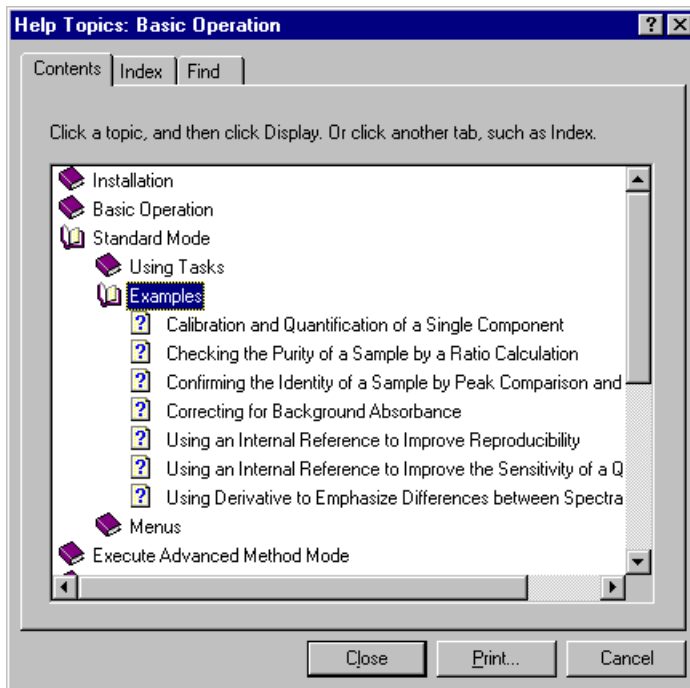 Help Topics: Basic Operation
Contents Index Find
Click a topic, and then click Display. Or click another tab, such as Index.
Installation
Basic Operation
Standard Mode
Using Tasks
Examples
Calibration and Quantification of a Single Component
Checking the Purity of a Sample by a Ratio Calculation
Confirming the Identity of a Sample by Peak Comparison and
Correcting for Background Absorbance
Using an Internal Reference to Improve Reproducibility
Using an Internal Reference to Improve the Sensitivity of a Q
Using Derivative to Emphasize Differences between Spectra
Menus
Execute Advanced Method Mode
Close Print... Cancel